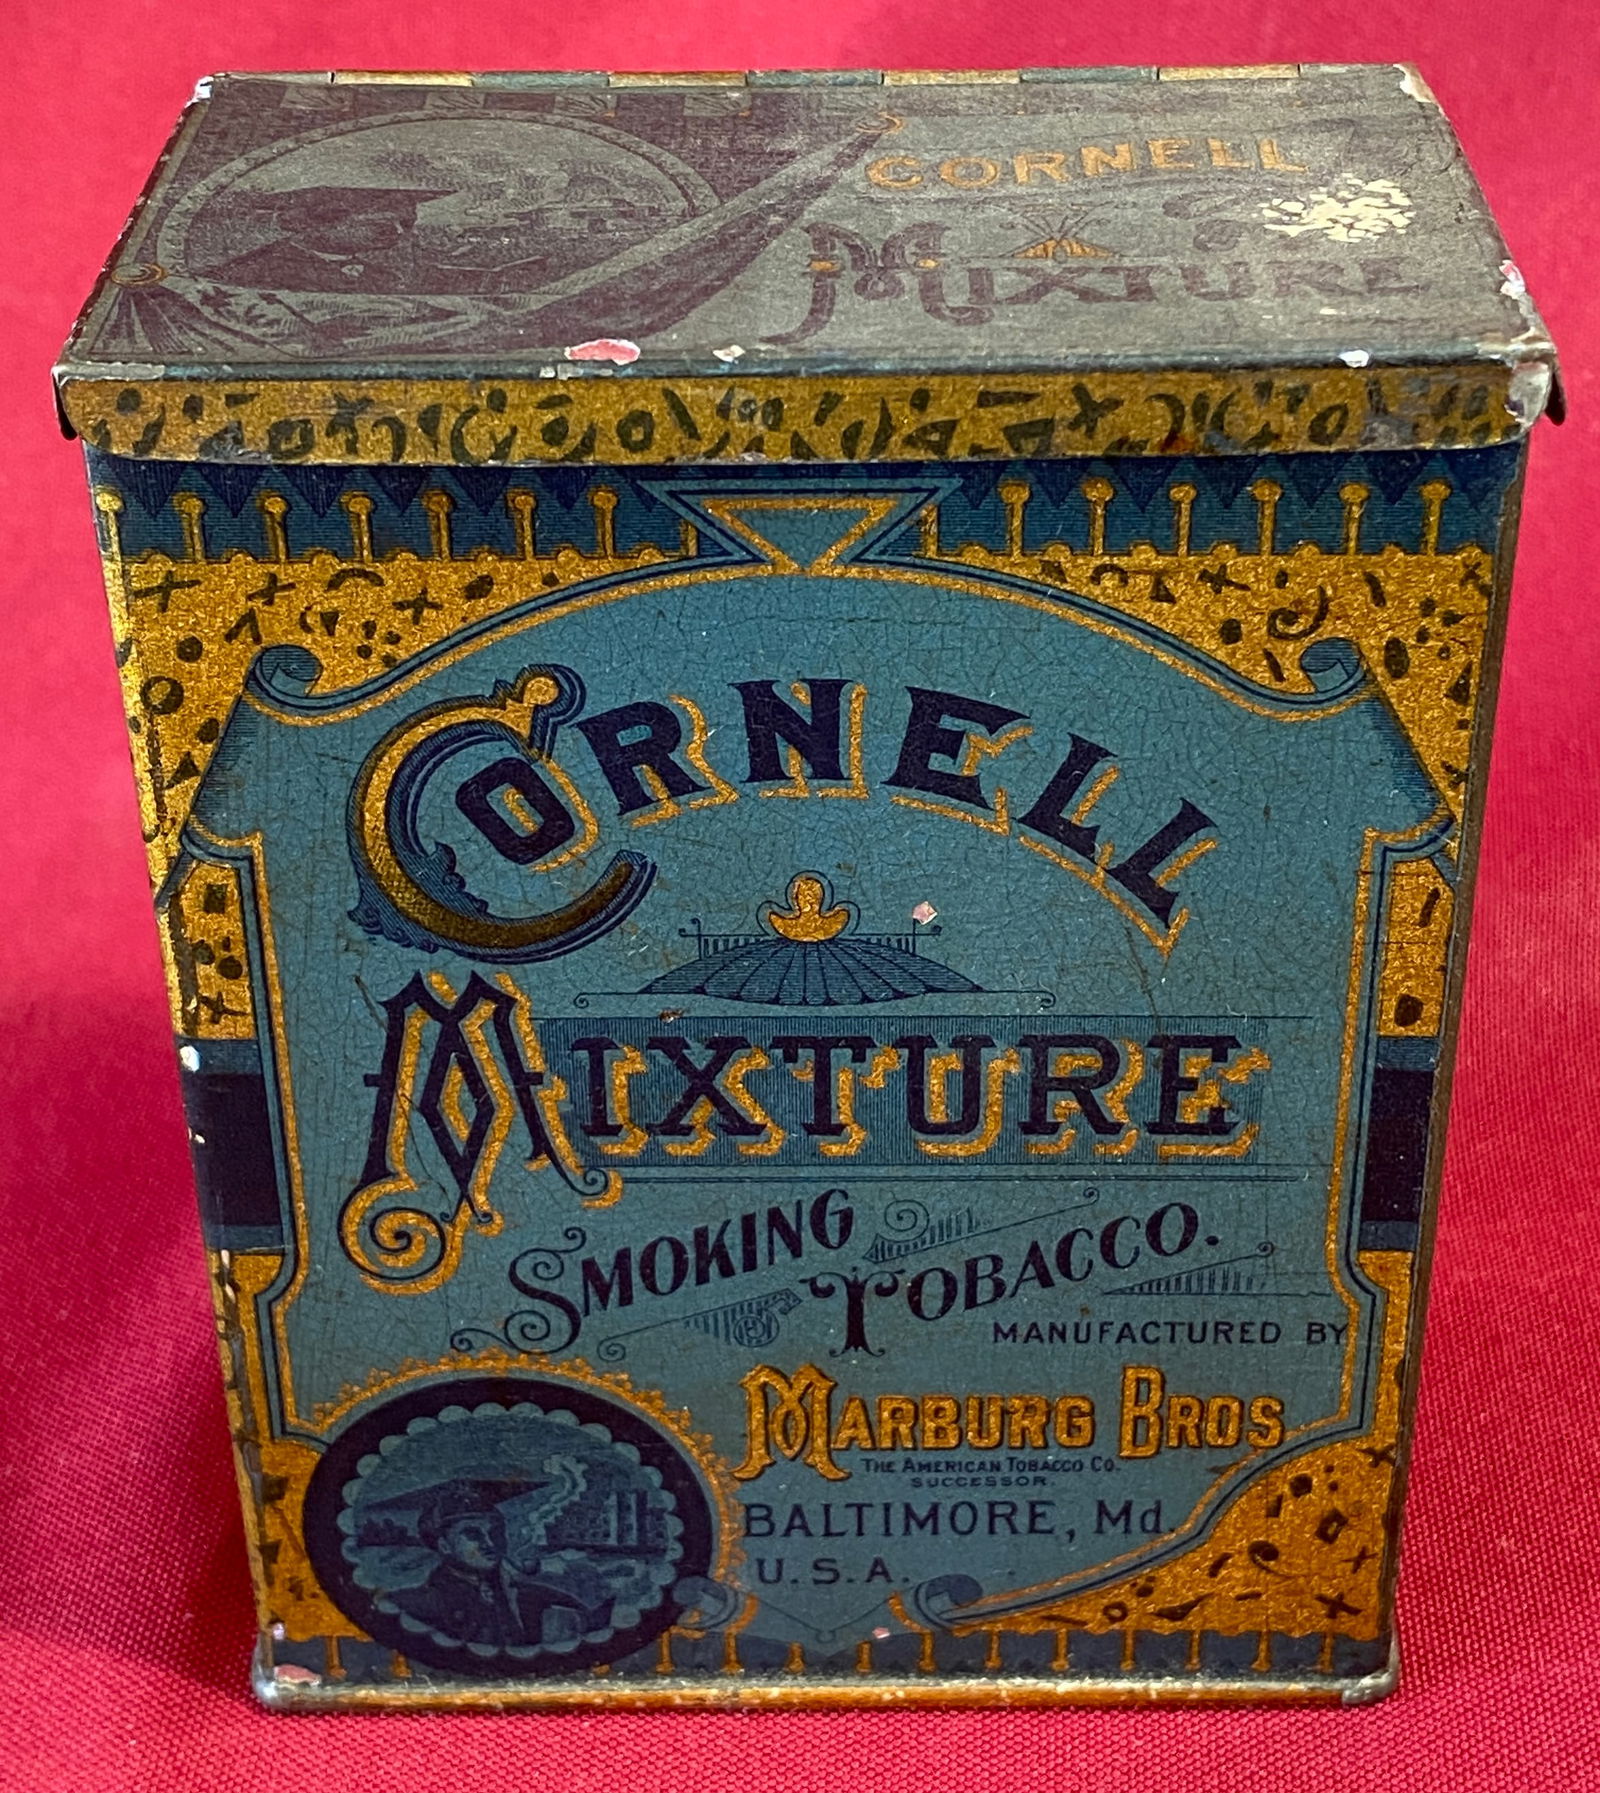 CORNELL
MIXTURE
CORNELL
MIXTURE
SMOKING
TOBACCO.
MANUFACTURED BY
MARBURG BROS
THE AMERICAN TOBACCO CO.
SUCCESSOR.
BALTIMORE, Md.
U.S.A.